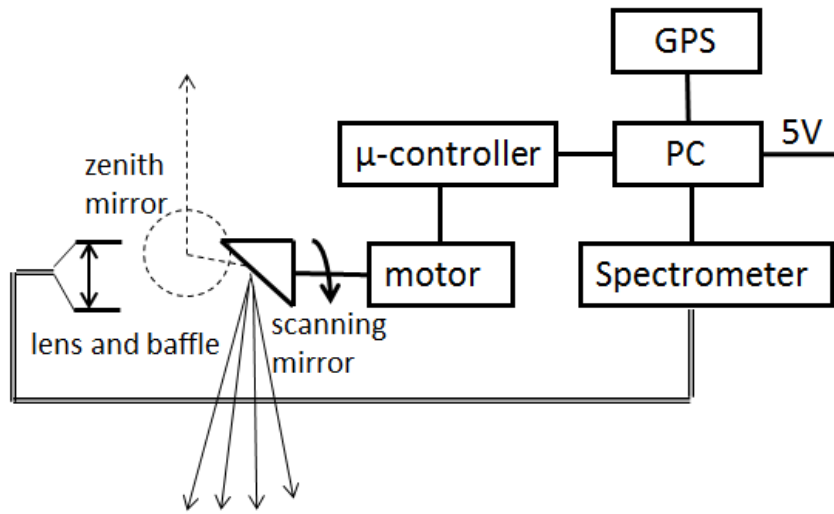 GPS
5V
μ-controller
PC
zenith
mirror
motor
Spectrometer
scanning
mirror
lens and baffle